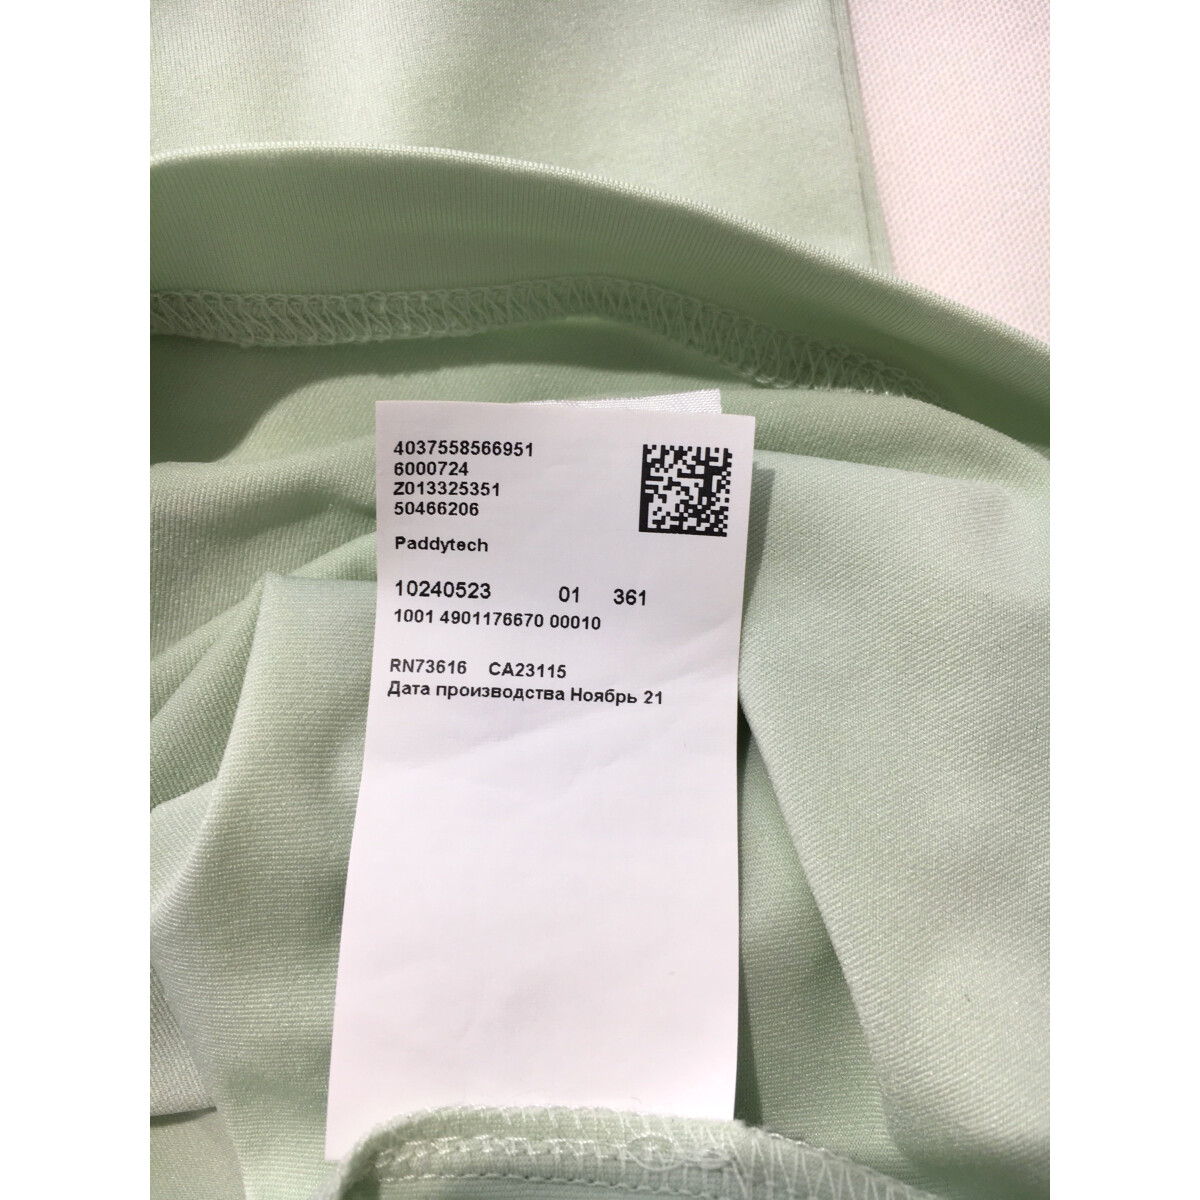 4037558566951
6000724
Z013325351
50466206
Paddytech
10240523 01 361
1001 4901176670 00010
RN73616 CA23115
Дата производства Ноябрь 21